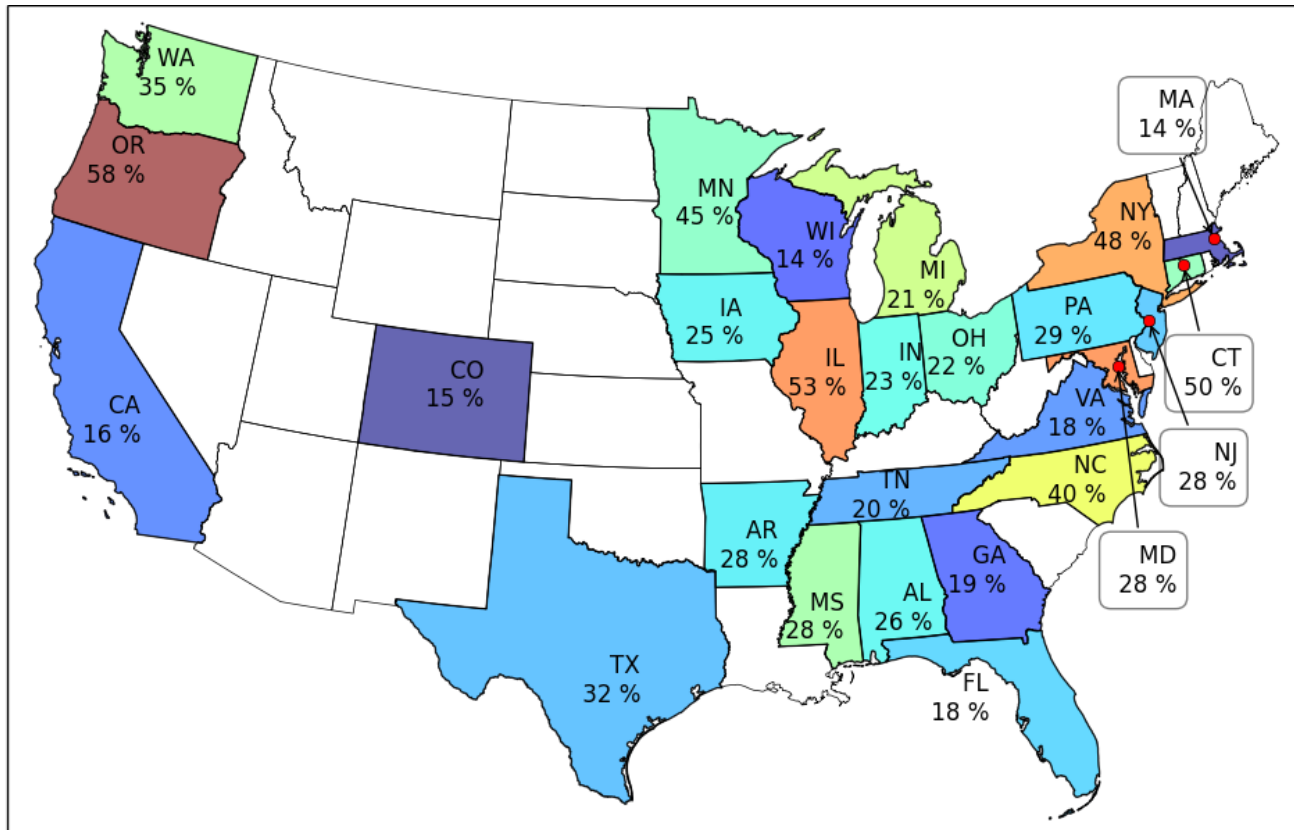 WA
35 %
OR
58 %
CA
16 %
CO
15 %
TX
32 %
MN
45 %
IA
25 %
WI
14 %
IL
53 %
MI
21 %
IN
23 %
OH
22 %
AR
28 %
MS
28 %
AL
26 %
TN
20 %
GA
19 %
FL
18 %
NC
40 %
VA
18 %
PA
29 %
NY
48 %
MA
14 %
CT
50 %
NJ
28 %
MD
28 %